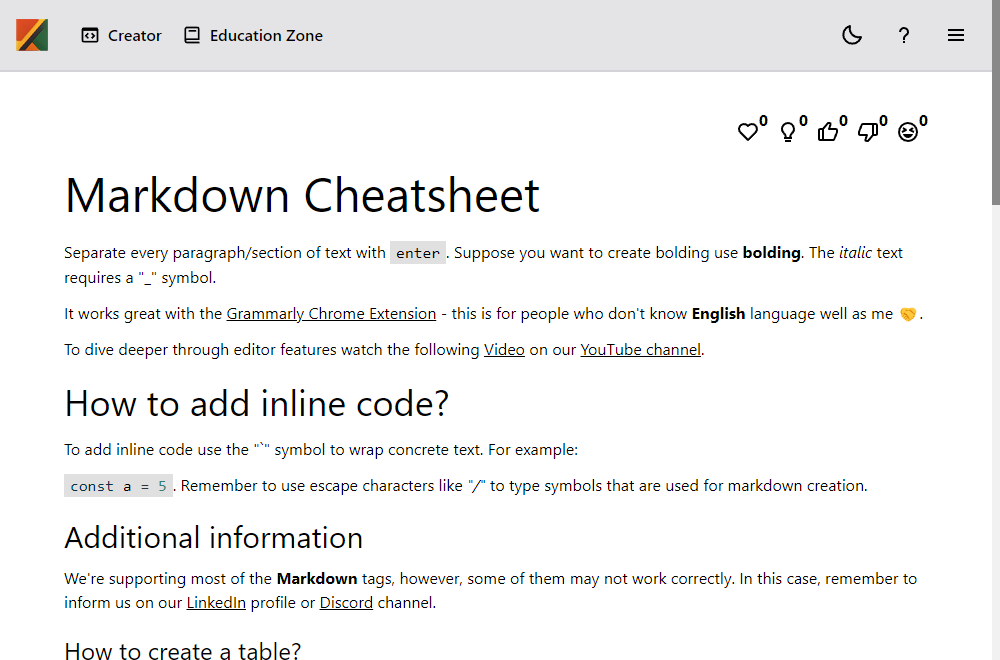 Creator Education Zone ?
0 0 0 0 0
Markdown Cheatsheet
Separate every paragraph/section of text with enter. Suppose you want to create bolding use bolding. The italic text
requires a "_" symbol.
It works great with the Grammarly Chrome Extension - this is for people who don't know English language well as me 🤝.
To dive deeper through editor features watch the following Video on our YouTube channel.
How to add inline code?
To add inline code use the "`" symbol to wrap concrete text. For example:
const a = 5. Remember to use escape characters like "/" to type symbols that are used for markdown creation.
Additional information
We're supporting most of the Markdown tags, however, some of them may not work correctly. In this case, remember to
inform us on our LinkedIn profile or Discord channel.
How to create a table?